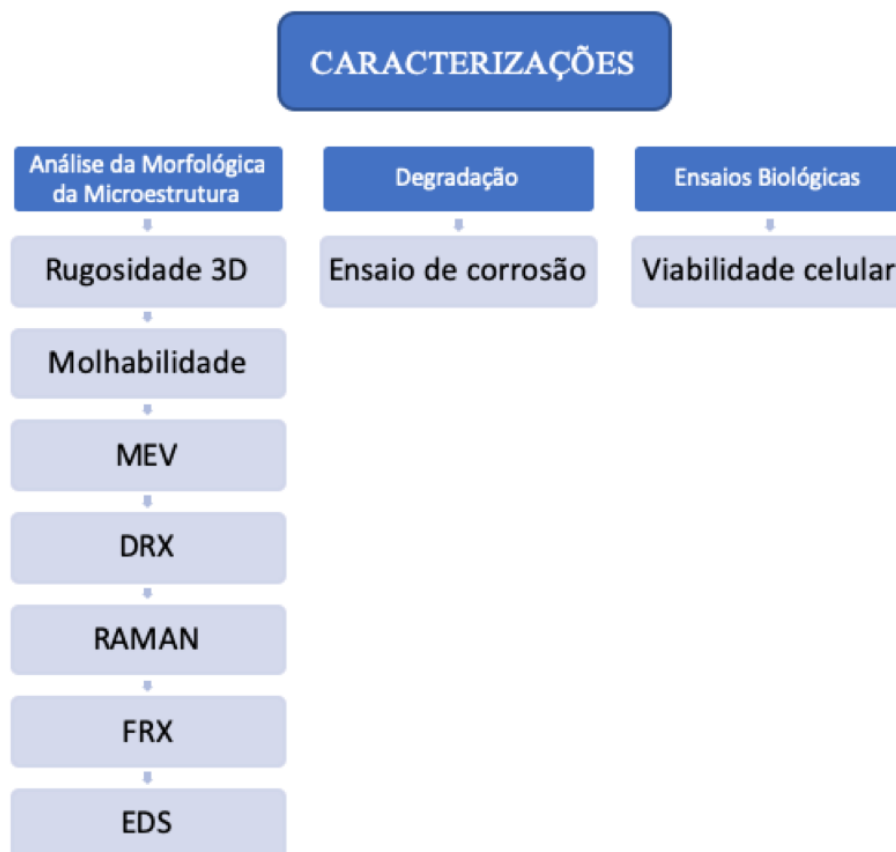 CARACTERIZAÇÕES
Análise da Morfológica
da Microestrutura
Rugosidade 3D
Molhabilidade
MEV
DRX
RAMAN
FRX
EDS
Degradação
Ensaio de corrosão
Ensaios Biológicas
Viabilidade celular